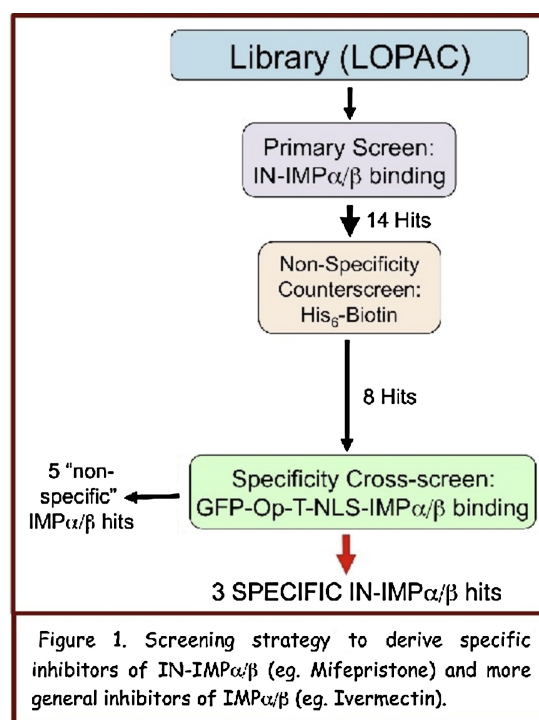 Library (LOPAC)
Primary Screen:
IN-IMPα/β binding
14 Hits
Non-Specificity
Counterscreen:
His₆-Biotin
8 Hits
5 “non-
specific”
IMPα/β hits
Specificity Cross-screen:
GFP-Op-T-NLS-IMPα/β binding
3 SPECIFIC IN-IMPα/β hits
Figure 1. Screening strategy to derive specific
inhibitors of IN-IMPα/β (eg. Mifepristone) and more
general inhibitors of IMPα/β (eg. Ivermectin).